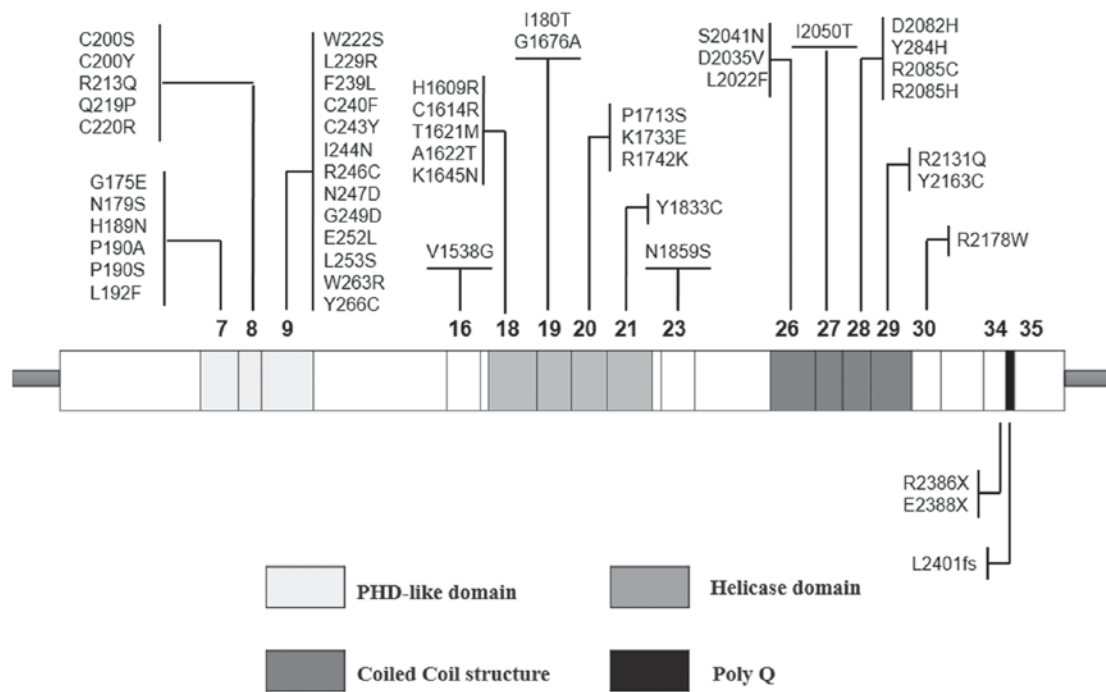 C200S
C200Y
R213Q
Q219P
C220R
G175E
N179S
H189N
P190A
P190S
L192F
W222S
L229R
F239L
C240F
C243Y
I244N
R246C
N247D
G249D
E252L
L253S
W263R
Y266C
V1538G
H1609R
C1614R
T1621M
A1622T
K1645N
I180T
G1676A
P1713S
K1733E
R1742K
Y1833C
N1859S
S2041N
D2035V
L2022F
I2050T
D2082H
Y284H
R2085C
R2085H
R2131Q
Y2163C
R2178W
7 8 9 16 18 19 20 21 23 26 27 28 29 30 34 35
R2386X
E2388X
L2401fs
PHD-like domain
Helicase domain
Coiled Coil structure
Poly Q